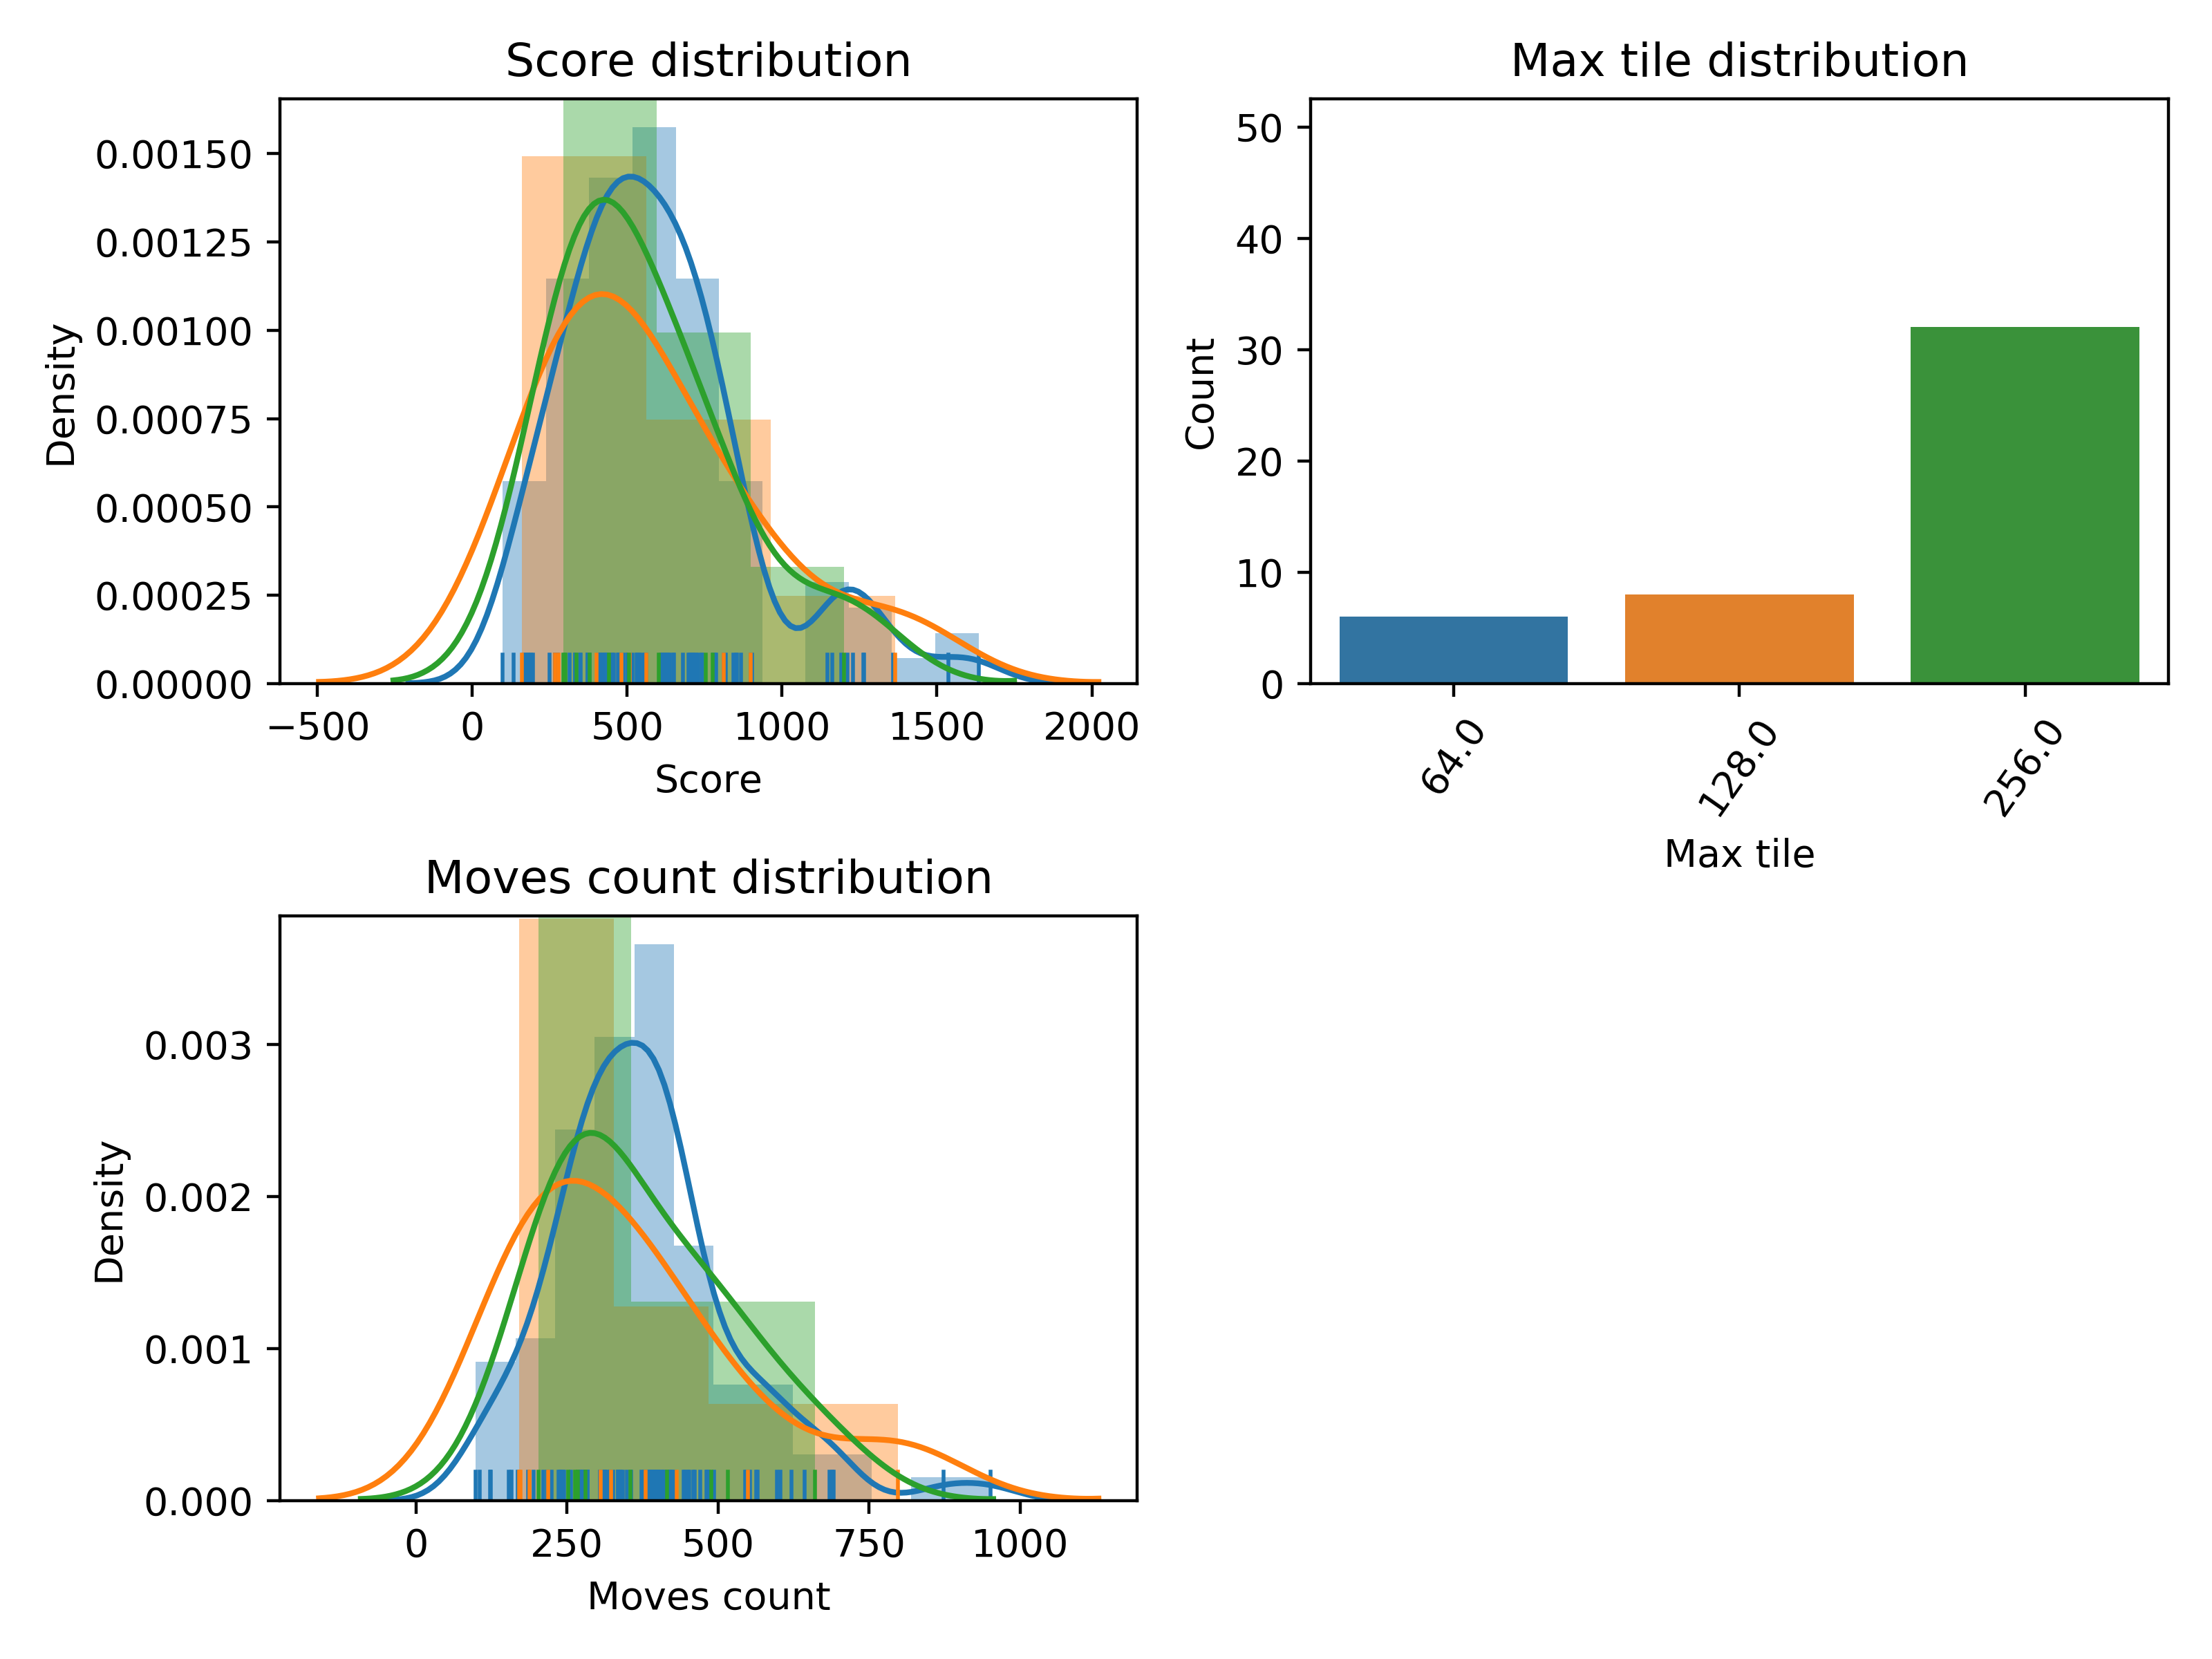 Score distribution
Density
0.00150
0.00125
0.00100
0.00075
0.00050
0.00025
0.00000
−500 0 500 1000 1500 2000
Score
Max tile distribution
Count
50
40
30
20
10
0
64.0 128.0 256.0
Max tile
Moves count distribution
Density
0.003
0.002
0.001
0.000
0 250 500 750 1000
Moves count